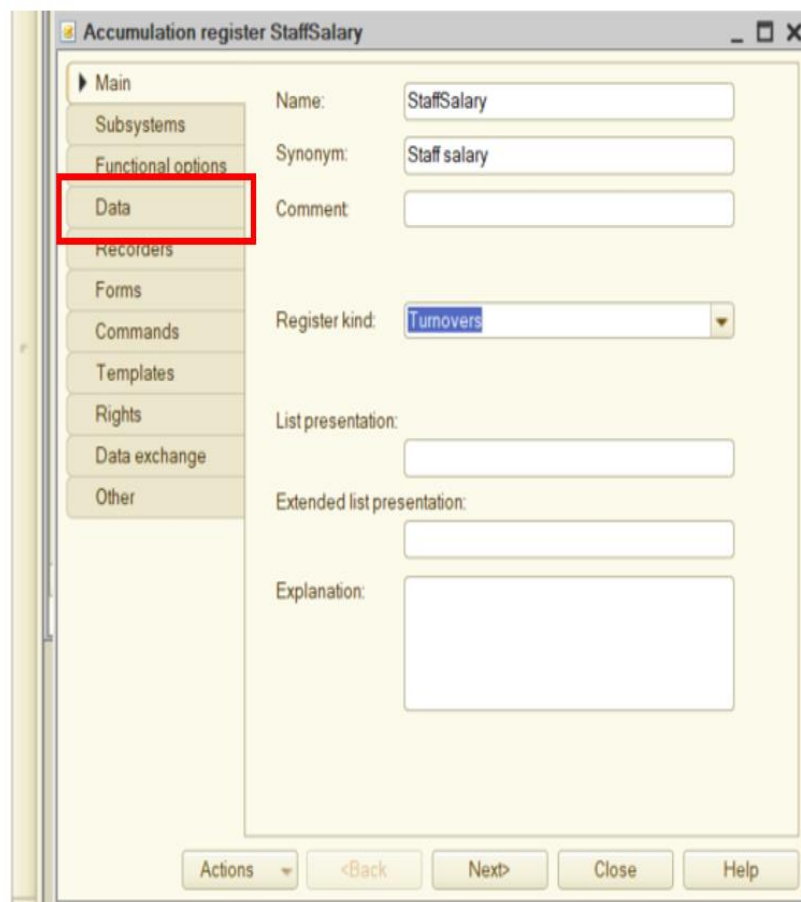 Accumulation register StaffSalary
Main
Subsystems
Functional options
Data
Recorders
Forms
Commands
Templates
Rights
Data exchange
Other
Name: StaffSalary
Synonym: Staff salary
Comment:
Register kind: Turnovers
List presentation:
Extended list presentation:
Explanation:
Actions <Back Next> Close Help